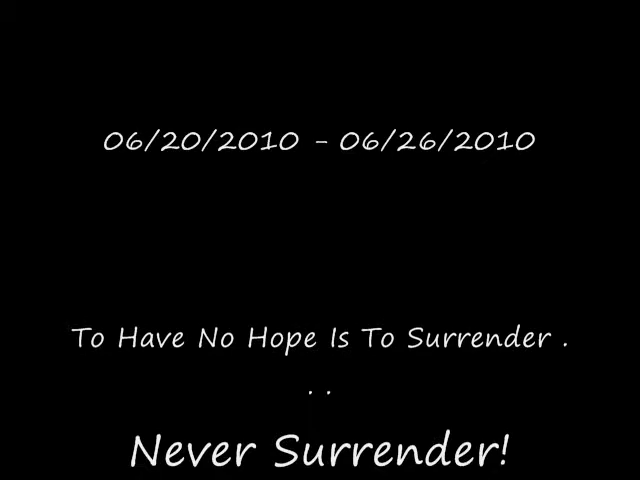 06/20/2010 - 06/26/2010
To Have No Hope Is To Surrender .
. .
Never Surrender!